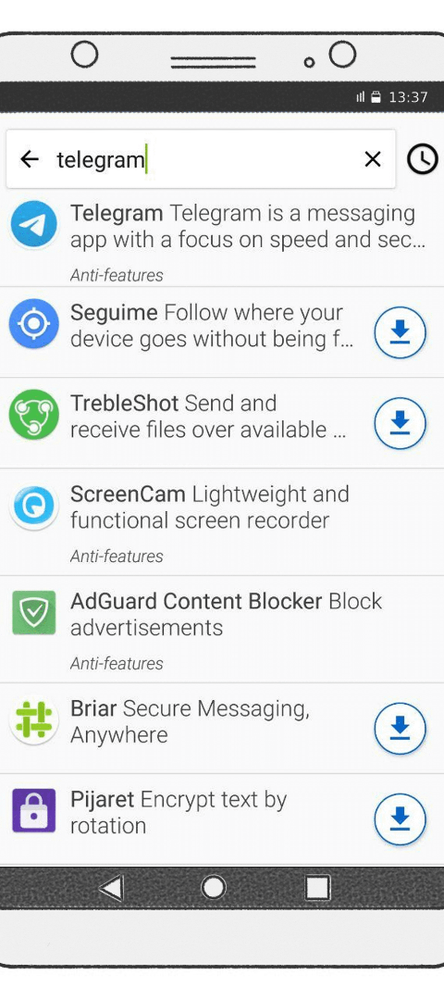 13:37
telegram
Telegram Telegram is a messaging
app with a focus on speed and sec...
Anti-features
Seguime Follow where your
device goes without being f...
TrebleShot Send and
receive files over available ...
ScreenCam Lightweight and
functional screen recorder
Anti-features
AdGuard Content Blocker Block
advertisements
Anti-features
Briar Secure Messaging,
Anywhere
Pijaret Encrypt text by
rotation